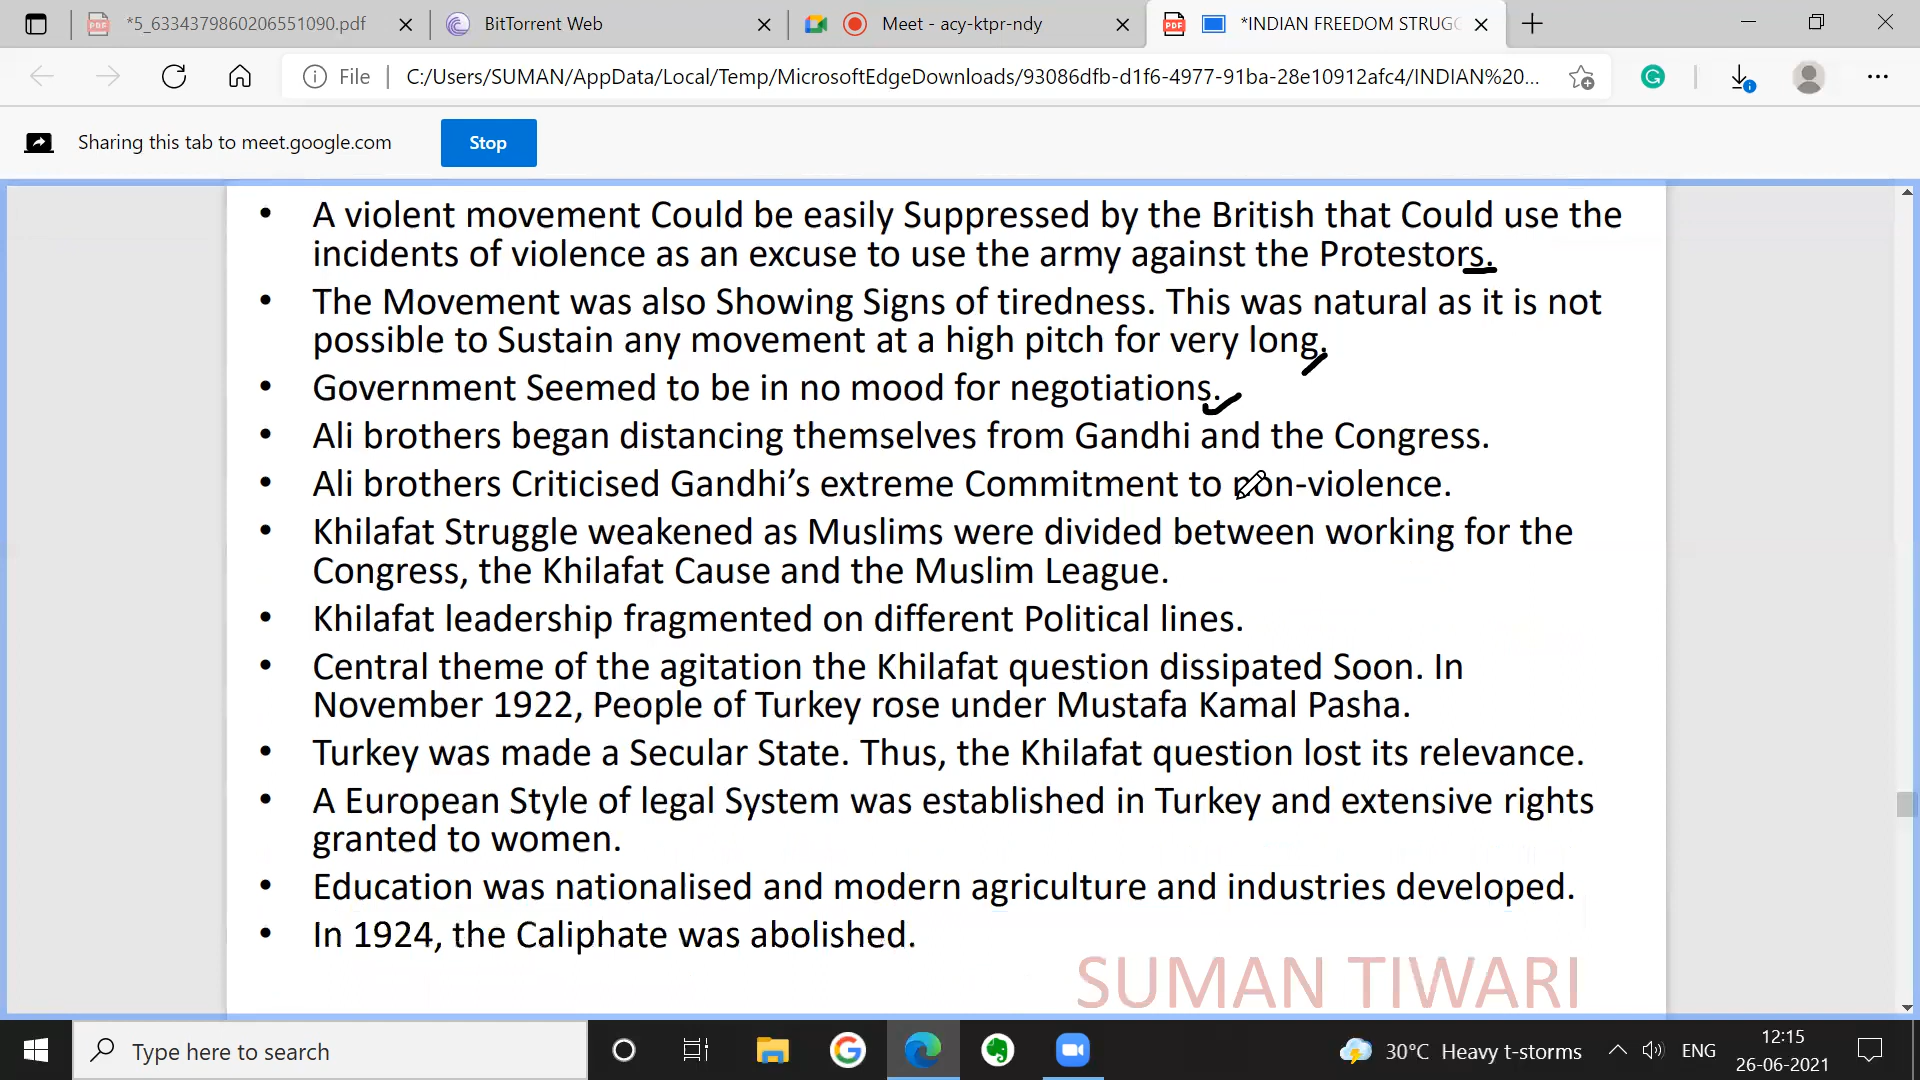 *5_6334379860206551090.pdf
BitTorrent Web
Meet - acy-ktpr-ndy
*INDIAN FREEDOM STRUGG
File
C:/Users/SUMAN/AppData/Local/Temp/MicrosoftEdgeDownloads/93086dfb-d1f6-4977-91ba-28e10912afc4/INDIAN%20...
Sharing this tab to meet.google.com
Stop
• A violent movement Could be easily Suppressed by the British that Could use the
incidents of violence as an excuse to use the army against the Protestors.
• The Movement was also Showing Signs of tiredness. This was natural as it is not
possible to Sustain any movement at a high pitch for very long.
• Government Seemed to be in no mood for negotiations.
• Ali brothers began distancing themselves from Gandhi and the Congress.
• Ali brothers Criticised Gandhi’s extreme Commitment to non-violence.
• Khilafat Struggle weakened as Muslims were divided between working for the
Congress, the Khilafat Cause and the Muslim League.
• Khilafat leadership fragmented on different Political lines.
• Central theme of the agitation the Khilafat question dissipated Soon. In
November 1922, People of Turkey rose under Mustafa Kamal Pasha.
• Turkey was made a Secular State. Thus, the Khilafat question lost its relevance.
• A European Style of legal System was established in Turkey and extensive rights
granted to women.
• Education was nationalised and modern agriculture and industries developed.
• In 1924, the Caliphate was abolished.
SUMAN TIWARI
Type here to search
30°C Heavy t-storms
ENG
12:15
26-06-2021